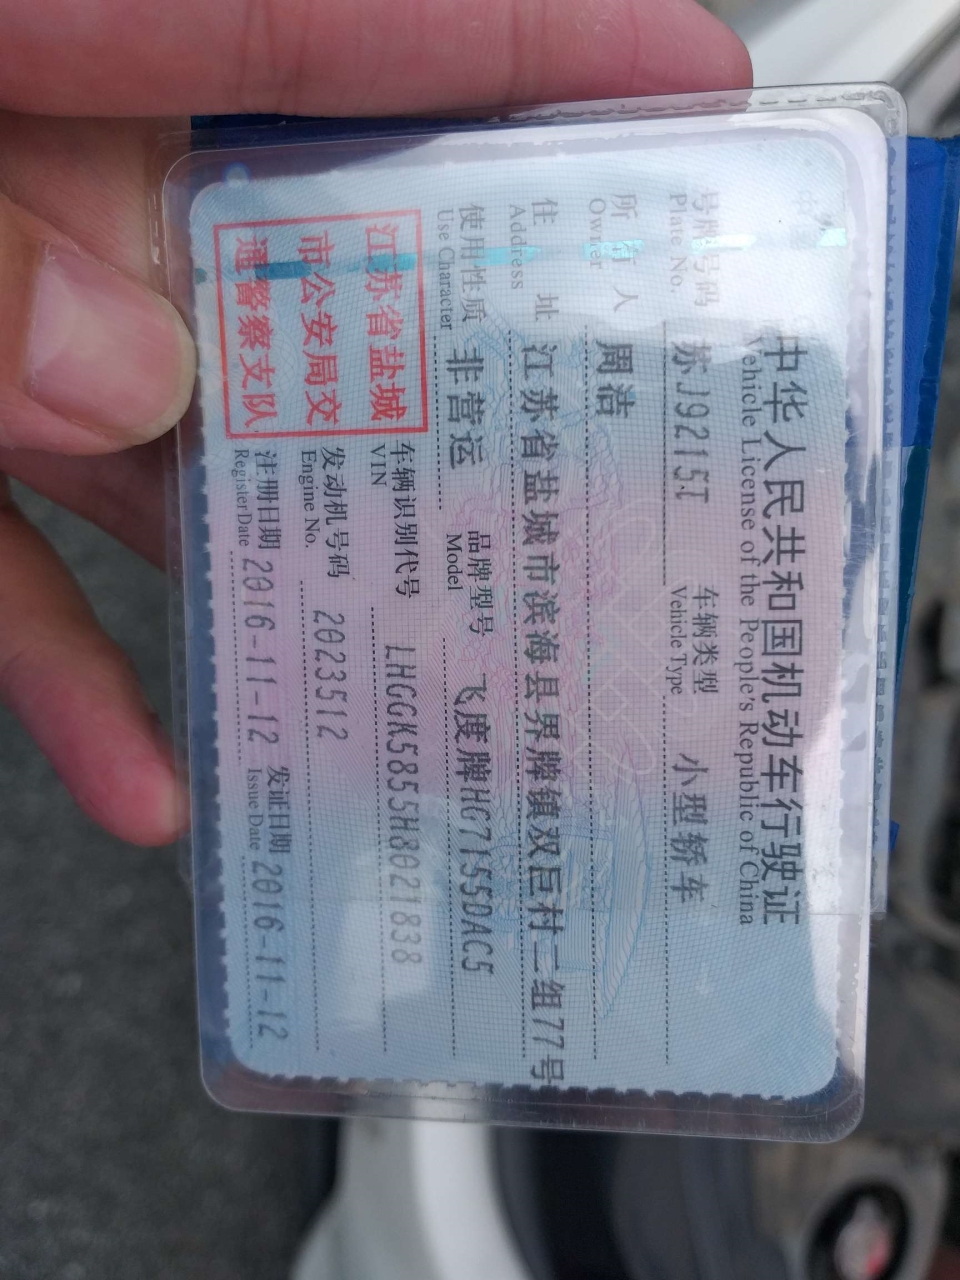 中华人民共和国机动车行驶证
Vehicle License of the People's Republic of China
号牌号码 苏J9215T 车辆类型 小型轿车
Plate No. Vehicle Type
所有人 周浩
Owner
住址 江苏省盐城市滨海县界牌镇双巨村二组77号
Address
使用性质 非营运 品牌型号 飞度牌HG7155DAC5
Use Character Model
江苏省盐城
市公安局交
通警察支队
车辆识别代号 LHGGK5855H8021838
VIN
发动机号码 2023512
Engine No.
注册日期 2016-11-12 发证日期 2016-11-12
Register Date Issue Date